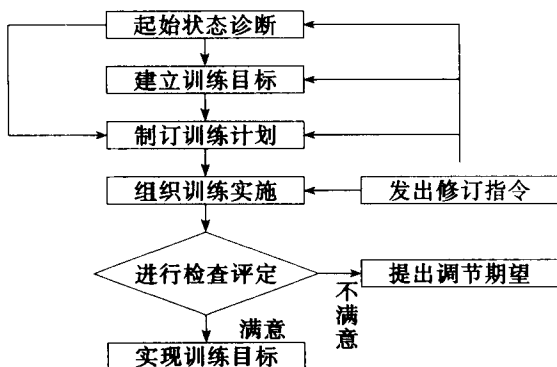 起始状态诊断
建立训练目标
制订训练计划
组织训练实施
发出修订指令
进行检查评定
提出调节期望
不满意
满意
实现训练目标